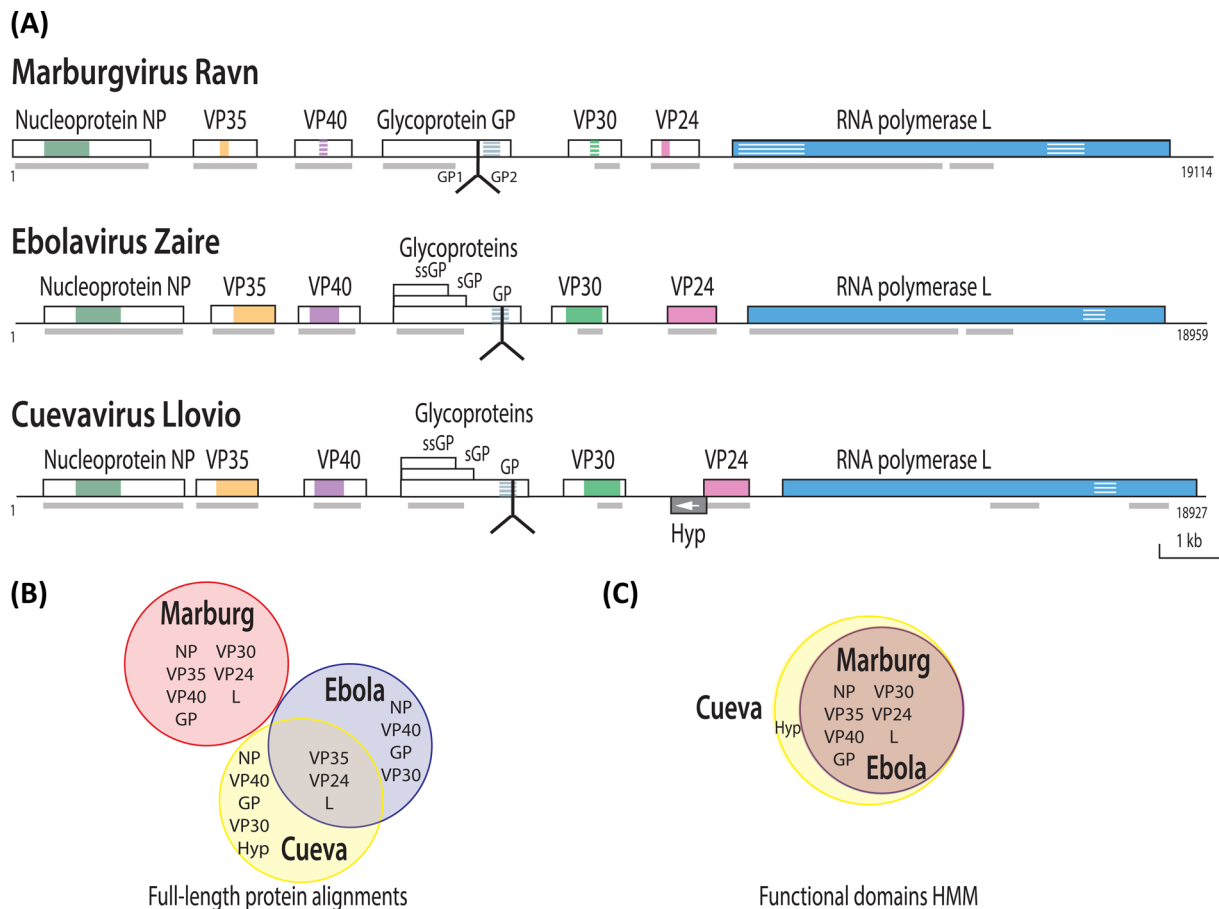 (A)
Marburgvirus Ravn
Nucleoprotein NP VP35 VP40 Glycoprotein GP VP30 VP24 RNA polymerase L
GP1 GP2
1 19114
Ebolavirus Zaire
Glycoproteins
ssGP
sGP
Nucleoprotein NP VP35 VP40 GP VP30 VP24 RNA polymerase L
1 18959
Cuevavirus Llovio
Glycoproteins
ssGP
sGP
Nucleoprotein NP VP35 VP40 GP VP30 VP24 RNA polymerase L
1 18927
Hyp
1 kb
(B)
Marburg
NP VP30
VP35 VP24
VP40 L
GP
Ebola
NP
VP40
GP
VP30
VP35
VP24
L
NP
VP40
GP
VP30
Hyp
Cueva
Full-length protein alignments
(C)
Marburg
NP VP30
VP35 VP24
VP40 L
GP
Ebola
Cueva
Hyp
Functional domains HMM